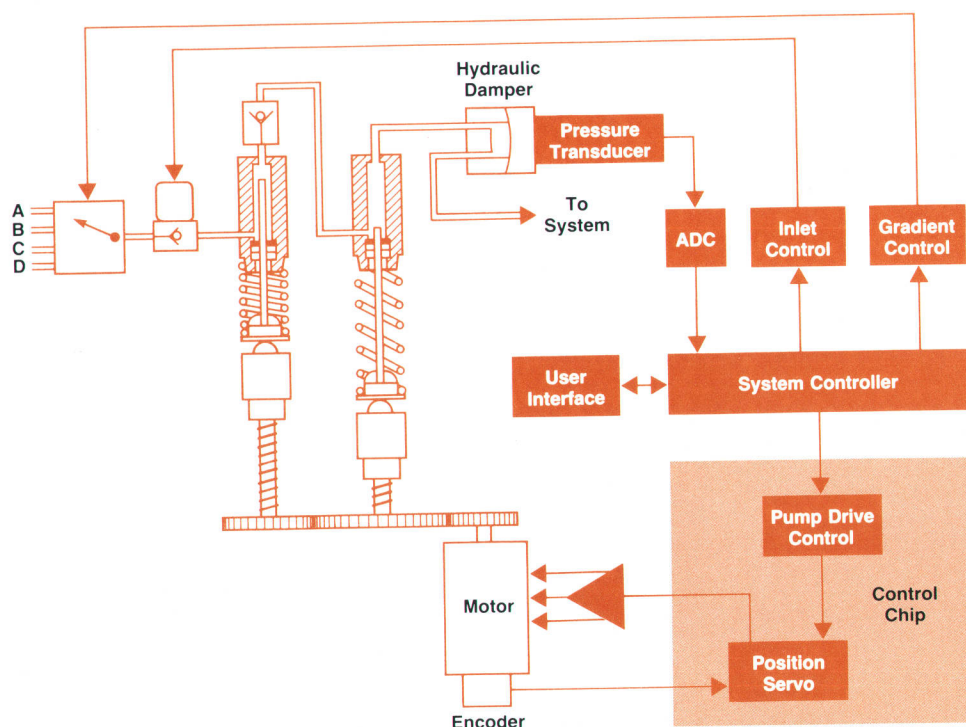 Hydraulic
Damper
Pressure
Transducer
A
B
C
D
To
System
ADC
Inlet
Control
Gradient
Control
User
Interface
System Controller
Pump Drive
Control
Motor
Control
Chip
Position
Servo
Encoder